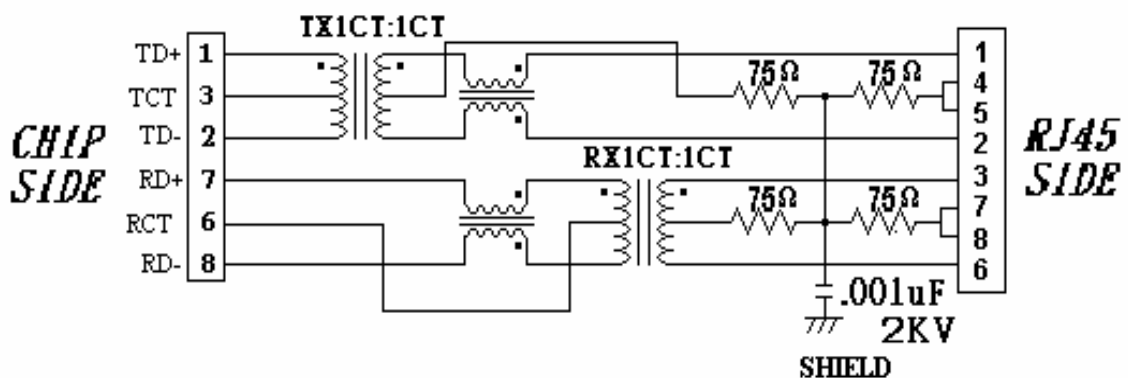 TX1CT:1CT
TD+ 1
TCT 3
TD- 2
RD+ 7
RCT 6
RD- 8
CHIP
SIDE
75Ω 75Ω
RX1CT:1CT
75Ω 75Ω
1
4
5
2
3
7
8
6
RJ45
SIDE
.001uF
2KV
SHIELD